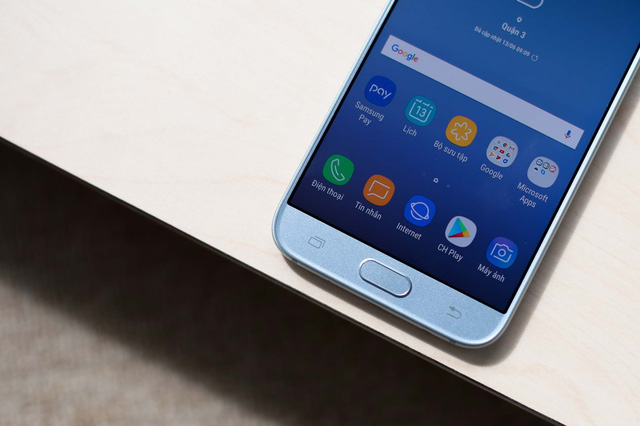 Quận 3
Đã cập nhật 13/06 09:09
Google
pay
Samsung
Pay
13
Lịch
Bộ sưu tập
Google
Microsoft
Apps
Điện thoại
Tin nhắn
Internet
CH Play
Máy ảnh